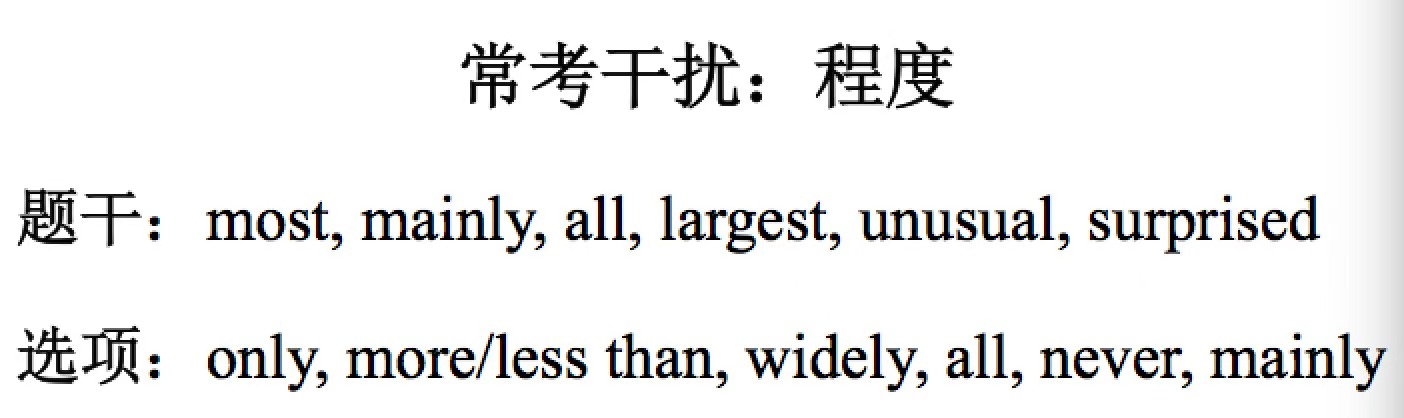 常考干扰：程度
题干：most, mainly, all, largest, unusual, surprised
选项：only, more/less than, widely, all, never, mainly